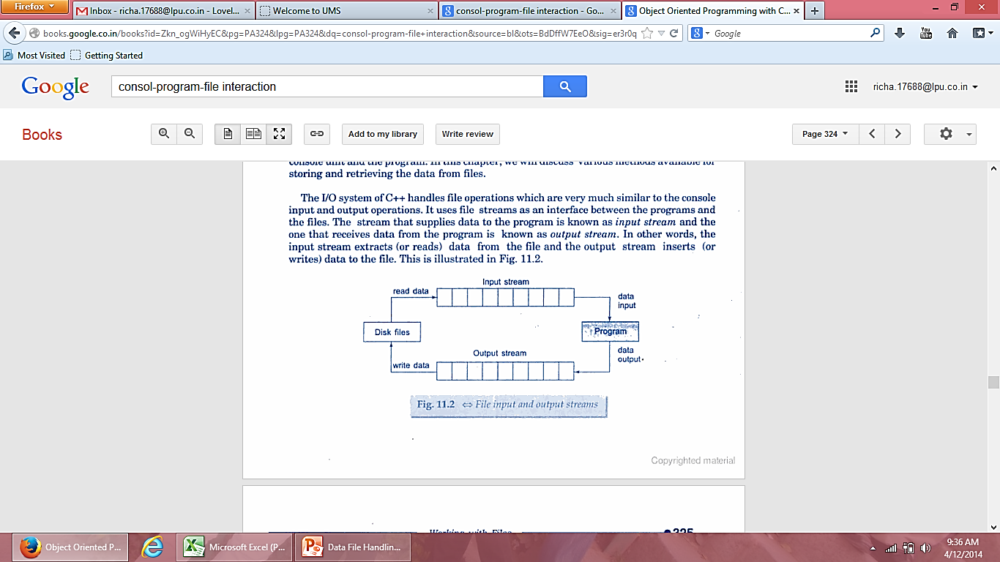 Firefox
Inbox - richa.17688@lpu.co.in - Lovel...
Welcome to UMS
consol-program-file interaction - Go...
Object Oriented Programming with C...
books.google.co.in/books?id=Zkn_ogWiHyEC&pg=PA324&lpg=PA324&dq=consol-program-file+interaction&source=bl&ots=BdDffW7EeO&sig=er3r0q
Google
You Tube
Most Visited
Getting Started
Google
consol-program-file interaction
richa.17688@lpu.co.in
Books
Add to my library
Write review
Page 324
console unit and the program. In this chapter, we will discuss various methods available for
storing and retrieving the data from files.
The I/O system of C++ handles file operations which are very much similar to the console
input and output operations. It uses file streams as an interface between the programs and
the files. The stream that supplies data to the program is known as input stream and the
one that receives data from the program is known as output stream. In other words, the
input stream extracts (or reads) data from the file and the output stream inserts (or
writes) data to the file. This is illustrated in Fig. 11.2.
Input stream
read data
data
input
Disk files
Program
Output stream
data
output
write data
Fig. 11.2 ⇔ File input and output streams
Copyrighted material
Working with Files
325
Object Oriented P...
Microsoft Excel (P...
Data File Handlin...
9:36 AM
4/12/2014